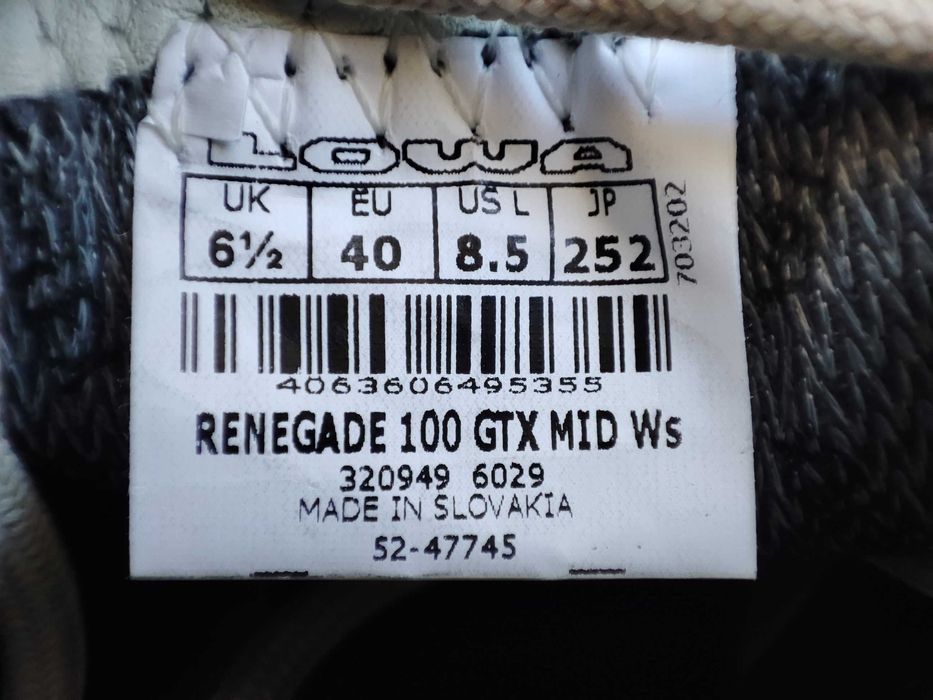 LOWA
UK EU US L JP
6½ 40 8.5 252
703202
4063606495355
RENEGADE 100 GTX MID Ws
320949 6029
MADE IN SLOVAKIA
52-47745